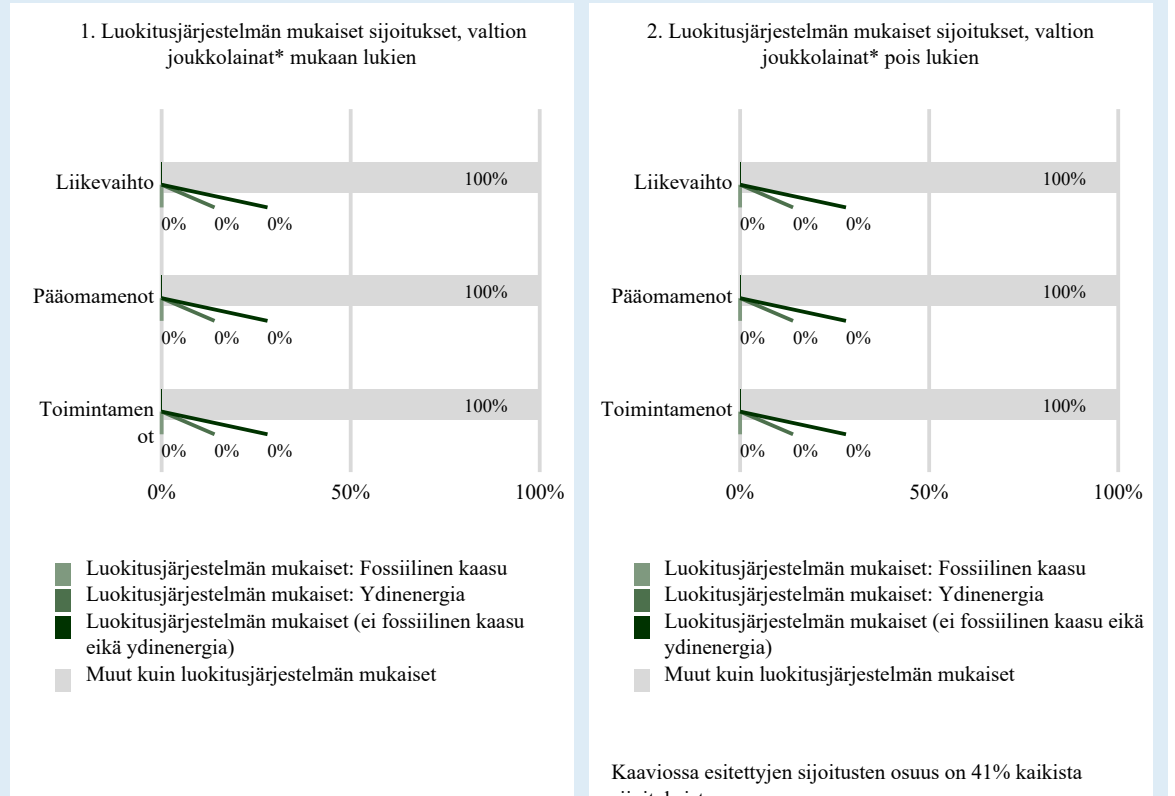 1. Luokitusjärjestelmän mukaiset sijoitukset, valtion
joukkolainat* mukaan lukien
Liikevaihto
100%
0% 0% 0%
Pääomamenot
100%
0% 0% 0%
Toimintamen
ot
100%
0% 0% 0%
0% 50% 100%
Luokitusjärjestelmän mukaiset: Fossiilinen kaasu
Luokitusjärjestelmän mukaiset: Ydinenergia
Luokitusjärjestelmän mukaiset (ei fossiilinen kaasu
eikä ydinenergia)
Muut kuin luokitusjärjestelmän mukaiset
2. Luokitusjärjestelmän mukaiset sijoitukset, valtion
joukkolainat* pois lukien
Liikevaihto
100%
0% 0% 0%
Pääomamenot
100%
0% 0% 0%
Toimintamenot
100%
0% 0% 0%
0% 50% 100%
Luokitusjärjestelmän mukaiset: Fossiilinen kaasu
Luokitusjärjestelmän mukaiset: Ydinenergia
Luokitusjärjestelmän mukaiset (ei fossiilinen kaasu eikä
ydinenergia)
Muut kuin luokitusjärjestelmän mukaiset
Kaaviossa esitettyjen sijoitusten osuus on 41% kaikista